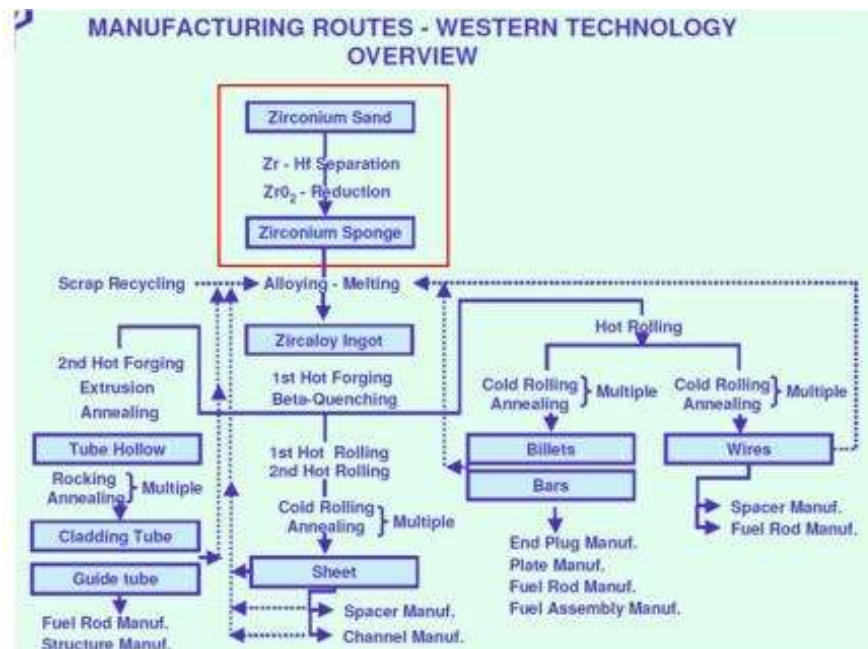 MANUFACTURING ROUTES - WESTERN TECHNOLOGY
OVERVIEW
Zirconium Sand
Zr - Hf Separation
ZrO₂ - Reduction
Zirconium Sponge
Scrap Recycling
Alloying - Melting
Zircaloy Ingot
Hot Rolling
2nd Hot Forging
Extrusion
Annealing
1st Hot Forging
Beta-Quenching
Cold Rolling
Annealing } Multiple
Cold Rolling
Annealing } Multiple
Tube Hollow
1st Hot Rolling
2nd Hot Rolling
Billets
Wires
Bars
Rocking
Annealing } Multiple
Cold Rolling
Annealing } Multiple
Cladding Tube
Spacer Manuf.
Fuel Rod Manuf.
Guide tube
Sheet
End Plug Manuf.
Plate Manuf.
Fuel Rod Manuf.
Fuel Assembly Manuf.
Spacer Manuf.
Channel Manuf.
Fuel Rod Manuf.
Structure Manuf.